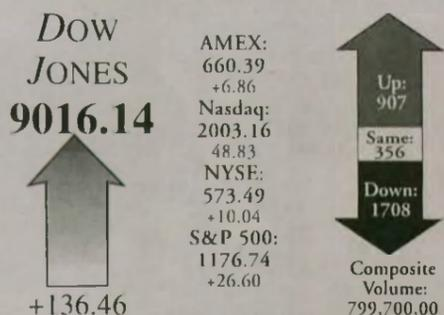 DOW
JONES
9016.14
+136.46
AMEX:
660.39
+6.86
Nasdaq:
2003.16
48.83
NYSE:
573.49
+10.04
S&P 500:
1176.74
+26.60
Up:
907
Same:
356
Down:
1708
Composite
Volume:
799,700.00